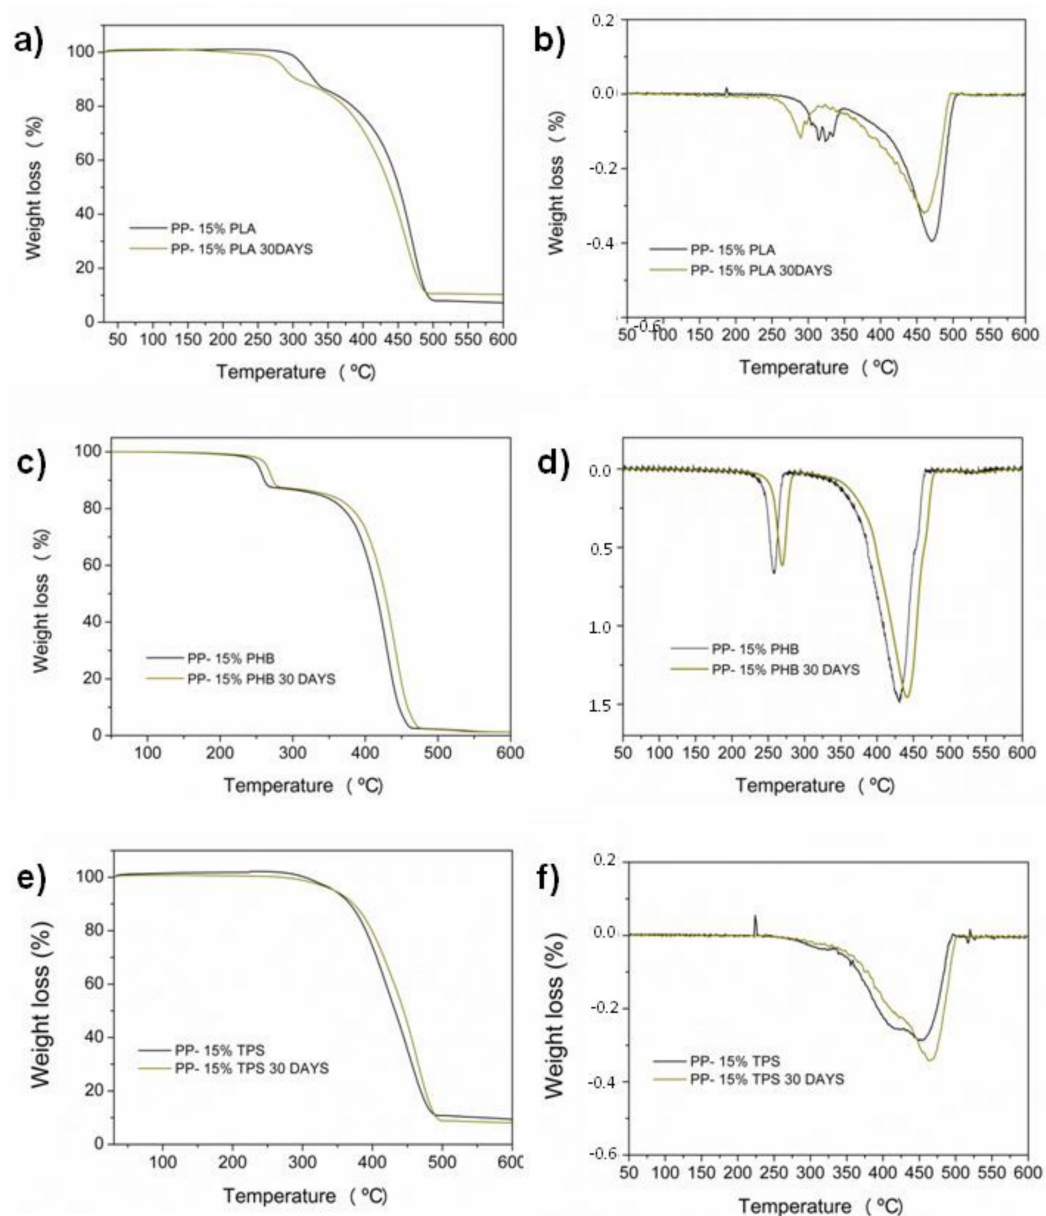 a)
100
80
60
40
20
0
Weight loss ( %)
PP- 15% PLA
PP- 15% PLA 30DAYS
50 100 150 200 250 300 350 400 450 500 550 600
Temperature ( ºC)
b)
0.2
0.0
-0.2
-0.4
-0.6
Weight loss ( %)
PP- 15% PLA
PP- 15% PLA 30DAYS
50 100 150 200 250 300 350 400 450 500 550 600
Temperature ( ºC)
c)
100
80
60
40
20
0
Weight loss ( %)
PP- 15% PHB
PP- 15% PHB 30 DAYS
100 200 300 400 500 600
Temperature ( ºC)
d)
0.0
0.5
1.0
1.5
PP- 15% PHB
PP- 15% PHB 30 DAYS
50 100 150 200 250 300 350 400 450 500 550 600
Temperature ( ºC)
e)
100
80
60
40
20
0
Weight loss (%)
PP- 15% TPS
PP- 15% TPS 30 DAYS
100 200 300 400 500 600
Temperature ( ºC)
f)
0.2
0.0
-0.2
-0.4
-0.6
Weight loss (%)
PP- 15% TPS
PP- 15% TPS 30 DAYS
50 100 150 200 250 300 350 400 450 500 550 600
Temperature ( ºC)